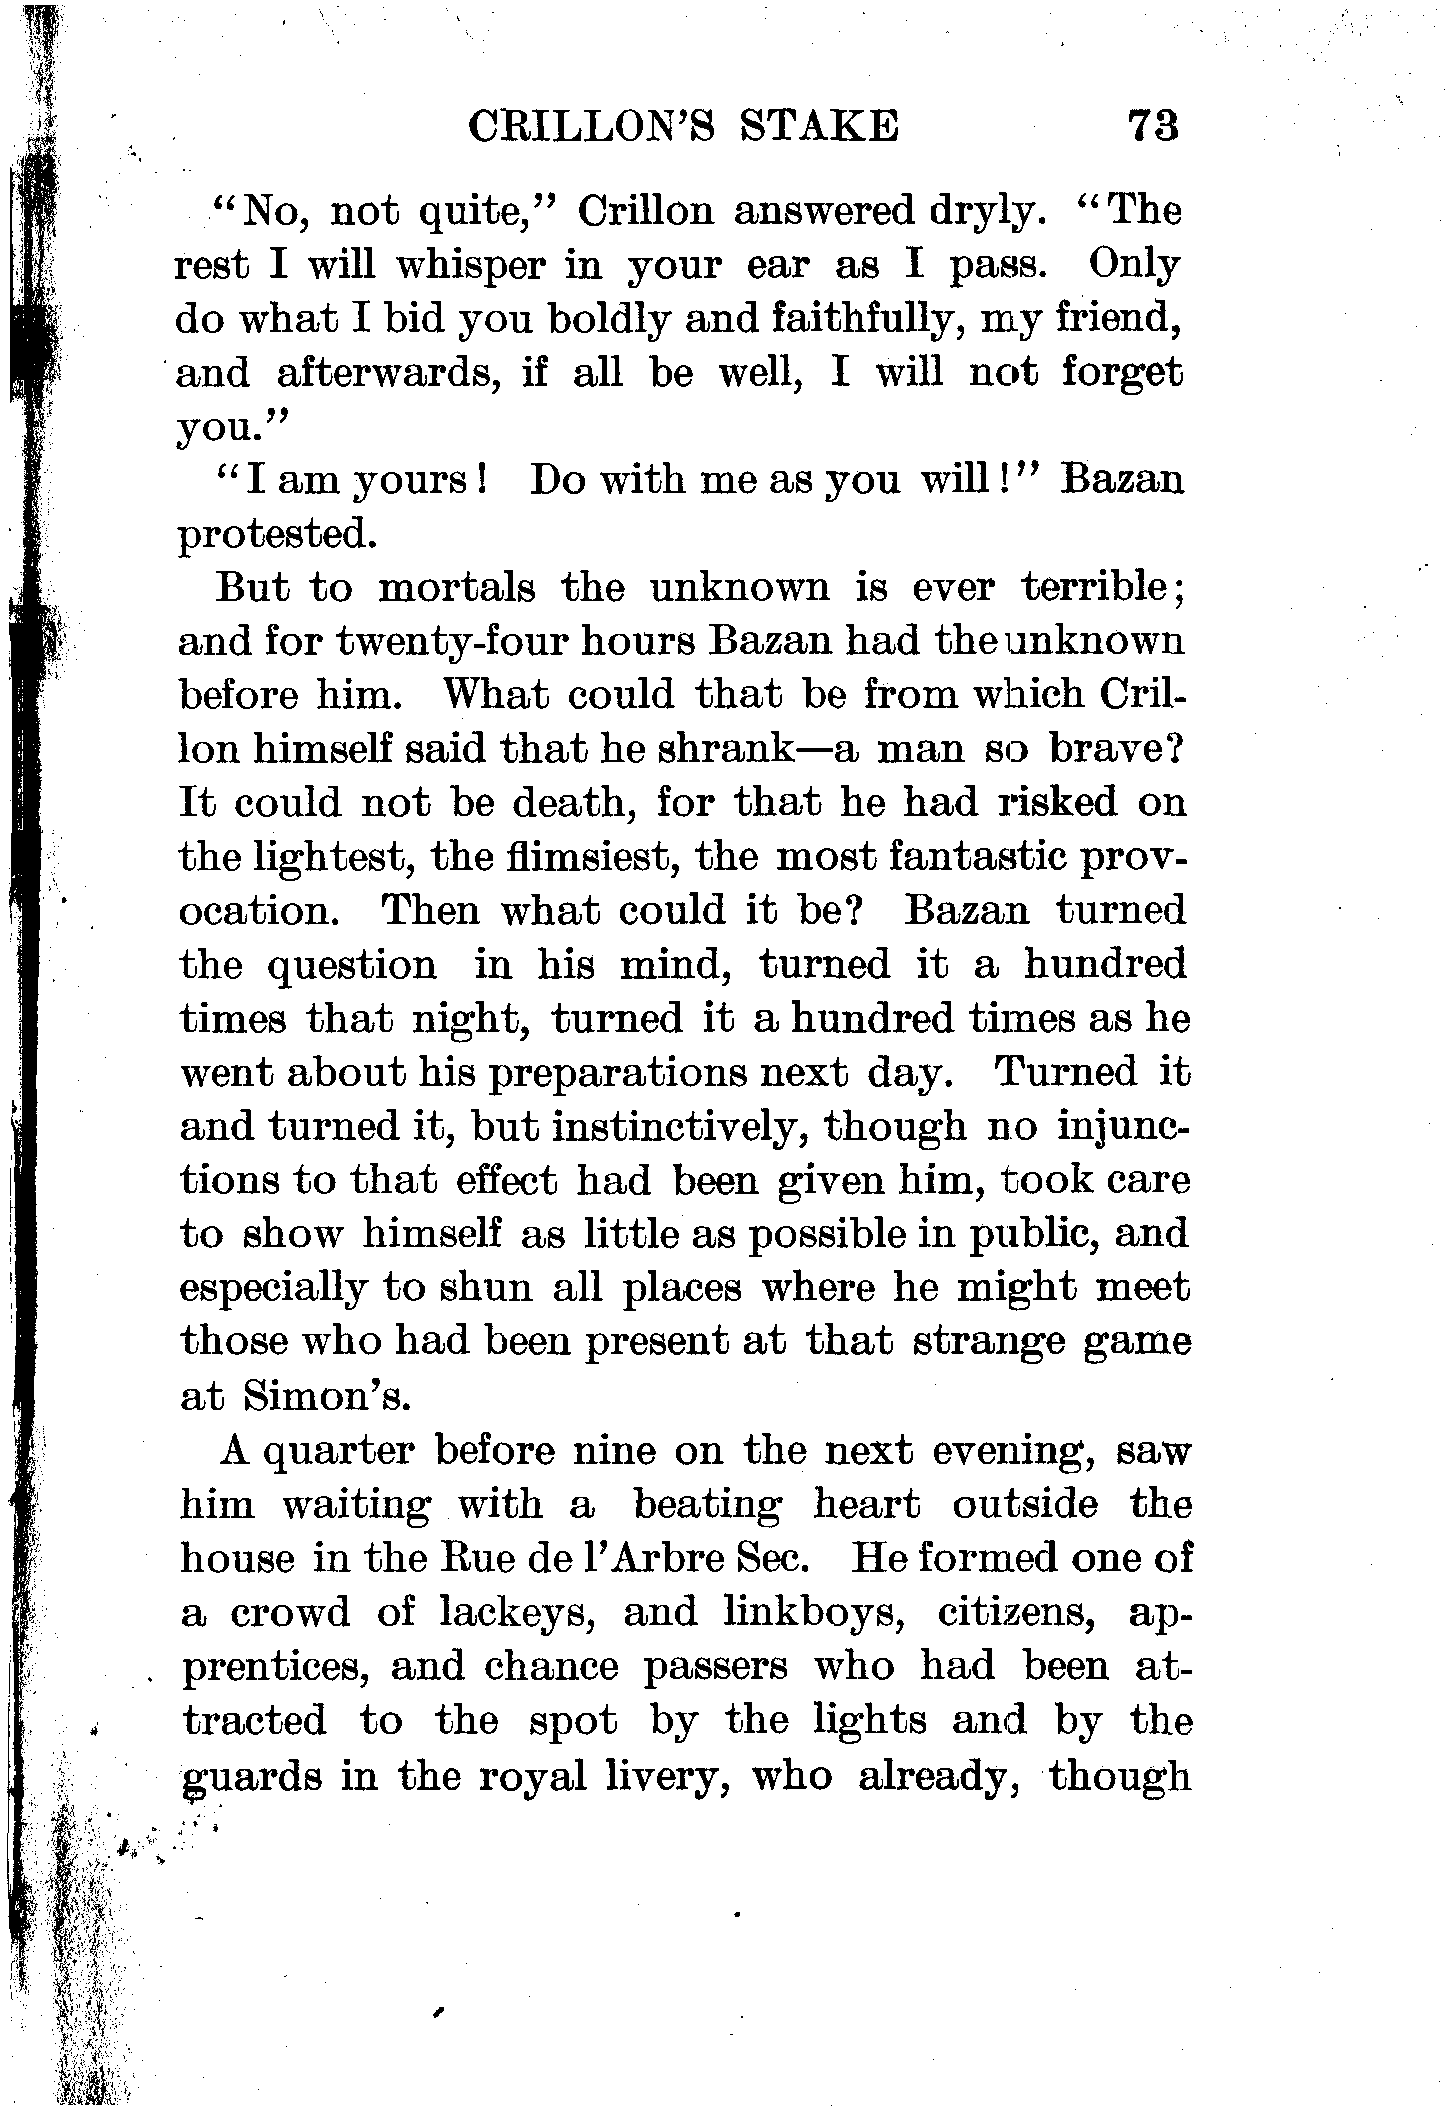 CRILLON'S STAKE 73
"No, not quite," Crillon answered dryly. "The
rest I will whisper in your ear as I pass. Only
do what I bid you boldly and faithfully, my friend,
and afterwards, if all be well, I will not forget
you."
"I am yours! Do with me as you will!" Bazan
protested.
But to mortals the unknown is ever terrible;
and for twenty-four hours Bazan had the unknown
before him. What could that be from which Cril-
lon himself said that he shrank—a man so brave?
It could not be death, for that he had risked on
the lightest, the flimsiest, the most fantastic prov-
ocation. Then what could it be? Bazan turned
the question in his mind, turned it a hundred
times that night, turned it a hundred times as he
went about his preparations next day. Turned it
and turned it, but instinctively, though no injunc-
tions to that effect had been given him, took care
to show himself as little as possible in public, and
especially to shun all places where he might meet
those who had been present at that strange game
at Simon's.
A quarter before nine on the next evening, saw
him waiting with a beating heart outside the
house in the Rue de l'Arbre Sec. He formed one of
a crowd of lackeys, and linkboys, citizens, ap-
prentices, and chance passers who had been at-
tracted to the spot by the lights and by the
guards in the royal livery, who already, though